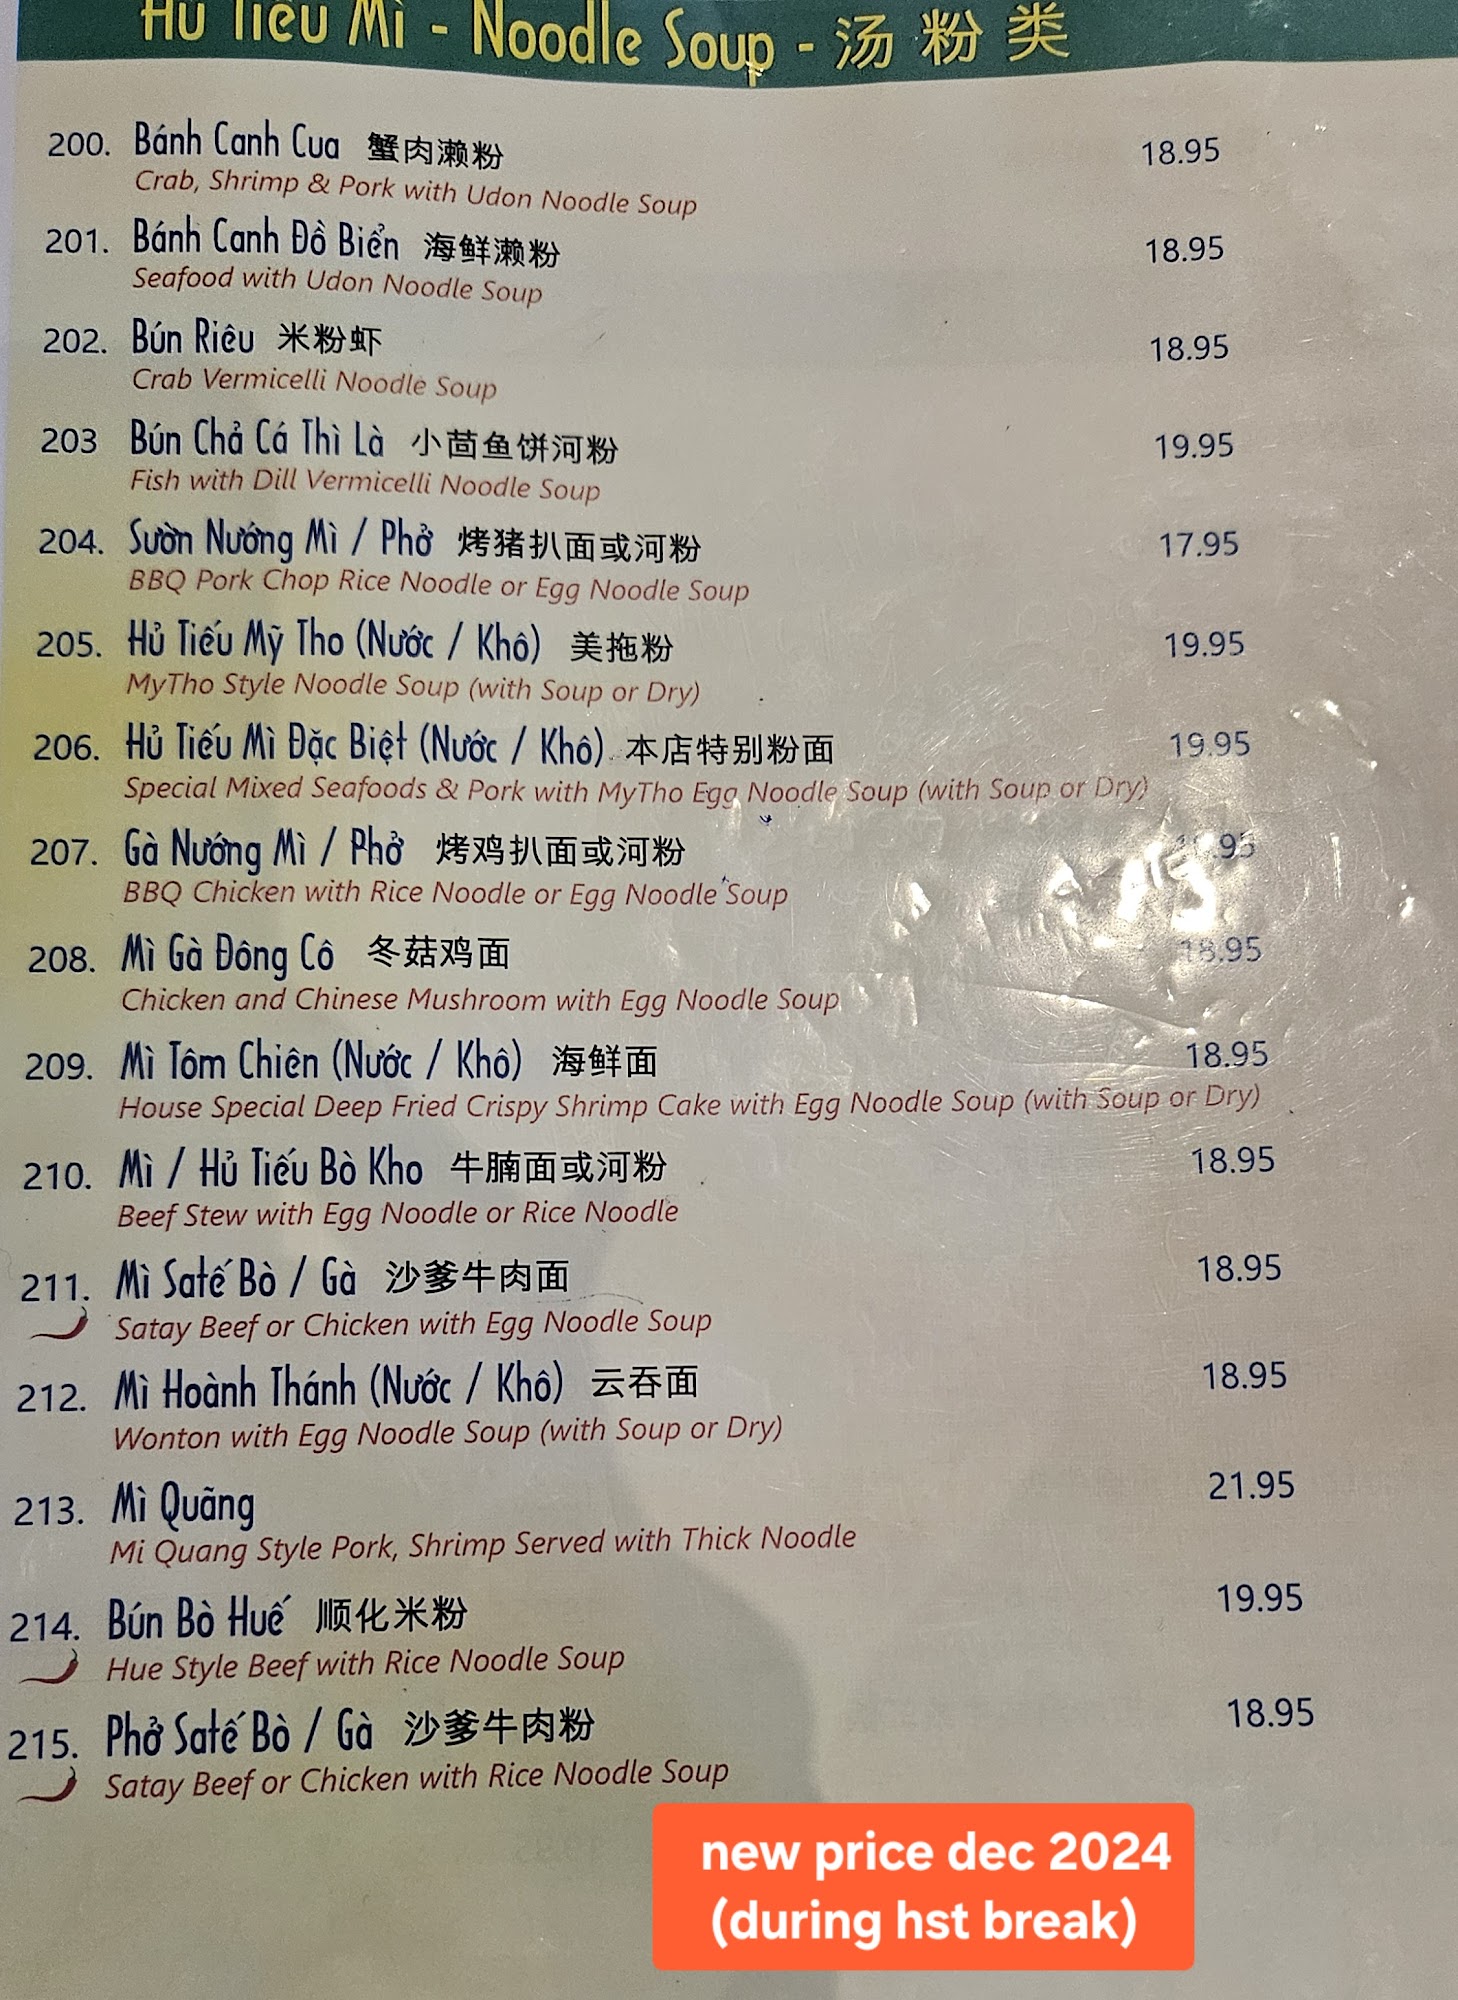 Hủ Tiếu Mì - Noodle Soup - 汤粉类
200. Bánh Canh Cua 蟹肉濑粉 18.95
Crab, Shrimp & Pork with Udon Noodle Soup
201. Bánh Canh Đồ Biển 海鲜濑粉 18.95
Seafood with Udon Noodle Soup
202. Bún Riêu 米粉虾 18.95
Crab Vermicelli Noodle Soup
203 Bún Chả Cá Thì Là 小茴鱼饼河粉 19.95
Fish with Dill Vermicelli Noodle Soup
204. Sườn Nướng Mì / Phở 烤猪扒面或河粉 17.95
BBQ Pork Chop Rice Noodle or Egg Noodle Soup
205. Hủ Tiếu Mỹ Tho (Nước / Khô) 美拖粉 19.95
MyTho Style Noodle Soup (with Soup or Dry)
206. Hủ Tiếu Mì Đặc Biệt (Nước / Khô) 本店特别粉面 19.95
Special Mixed Seafoods & Pork with MyTho Egg Noodle Soup (with Soup or Dry)
207. Gà Nướng Mì / Phở 烤鸡扒面或河粉
BBQ Chicken with Rice Noodle or Egg Noodle Soup
208. Mì Gà Đông Cô 冬菇鸡面 18.95
Chicken and Chinese Mushroom with Egg Noodle Soup
209. Mì Tôm Chiên (Nước / Khô) 海鲜面 18.95
House Special Deep Fried Crispy Shrimp Cake with Egg Noodle Soup (with Soup or Dry)
210. Mì / Hủ Tiếu Bò Kho 牛腩面或河粉 18.95
Beef Stew with Egg Noodle or Rice Noodle
211. Mì Satế Bò / Gà 沙爹牛肉面 18.95
Satay Beef or Chicken with Egg Noodle Soup
212. Mì Hoành Thánh (Nước / Khô) 云吞面 18.95
Wonton with Egg Noodle Soup (with Soup or Dry)
213. Mì Quãng 21.95
Mi Quang Style Pork, Shrimp Served with Thick Noodle
214. Bún Bò Huế 顺化米粉 19.95
Hue Style Beef with Rice Noodle Soup
215. Phở Satế Bò / Gà 沙爹牛肉粉 18.95
Satay Beef or Chicken with Rice Noodle Soup
new price dec 2024
(during hst break)